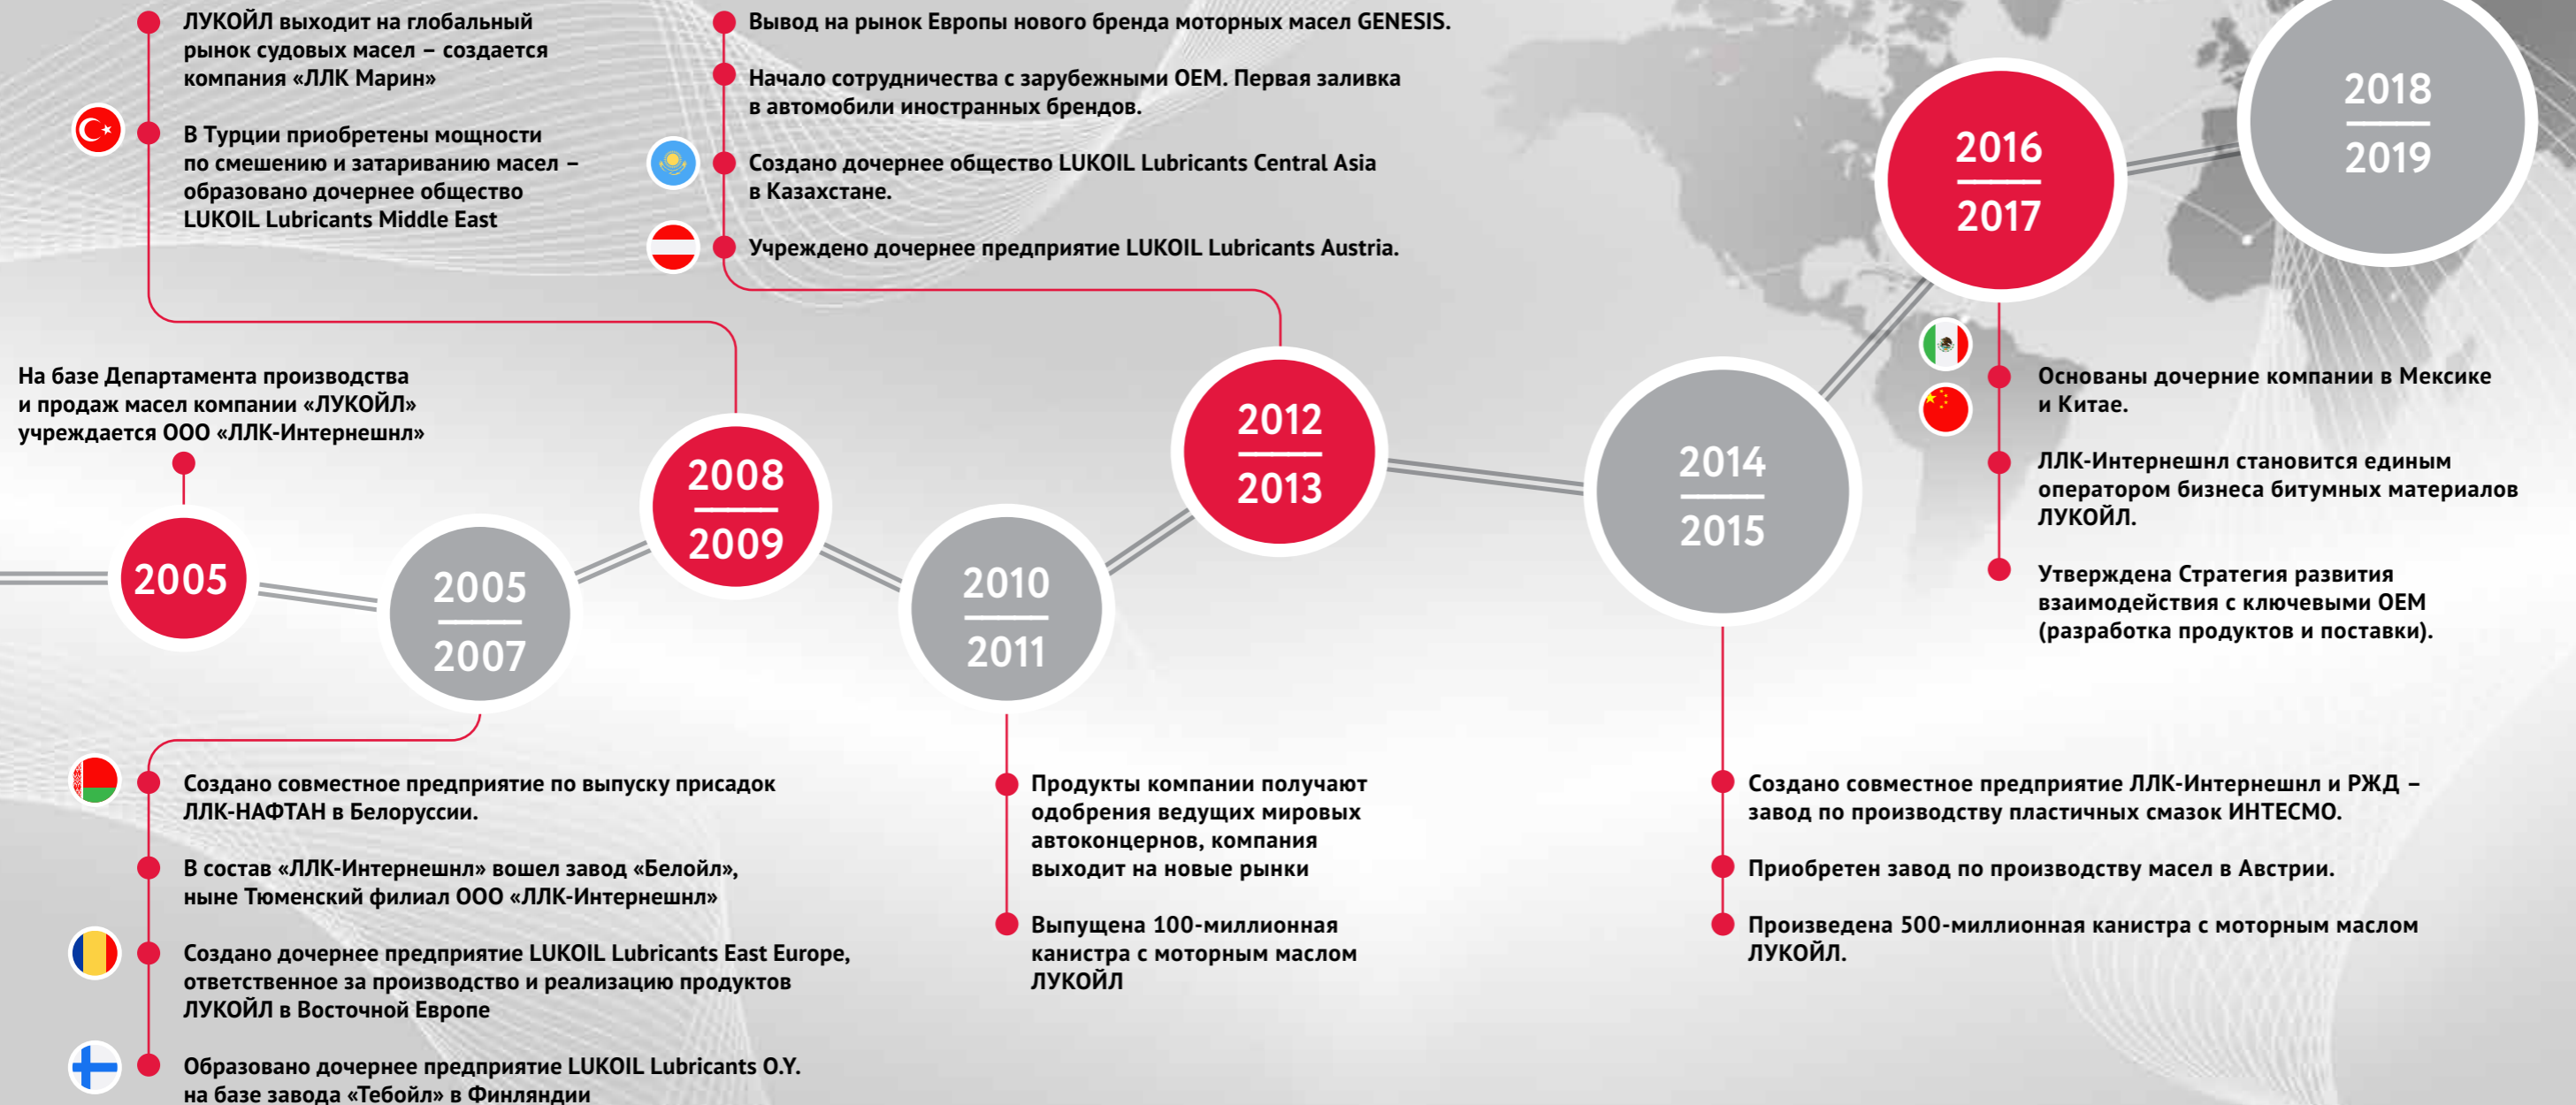 ЛУКОЙЛ выходит на глобальный
рынок судовых масел – создается
компания «ЛЛК Марин»
В Турции приобретены мощности
по смешению и затариванию масел –
образовано дочернее общество
LUKOIL Lubricants Middle East
Вывод на рынок Европы нового бренда моторных масел GENESIS.
Начало сотрудничества с зарубежными OEM. Первая заливка
в автомобили иностранных брендов.
Создано дочернее общество LUKOIL Lubricants Central Asia
в Казахстане.
Учреждено дочернее предприятие LUKOIL Lubricants Austria.
2018
2019
2016
2017
На базе Департамента производства
и продаж масел компании «ЛУКОЙЛ»
учреждается ООО «ЛЛК-Интернешнл»
2005
2005
2007
2008
2009
2010
2011
2012
2013
2014
2015
Основаны дочерние компании в Мексике
и Китае.
ЛЛК-Интернешнл становится единым
оператором бизнеса битумных материалов
ЛУКОЙЛ.
Утверждена Стратегия развития
взаимодействия с ключевыми OEM
(разработка продуктов и поставки).
Создано совместное предприятие по выпуску присадок
ЛЛК-НАФТАН в Белоруссии.
В состав «ЛЛК-Интернешнл» вошел завод «Белойл»,
ныне Тюменский филиал ООО «ЛЛК-Интернешнл»
Создано дочернее предприятие LUKOIL Lubricants East Europe,
ответственное за производство и реализацию продуктов
ЛУКОЙЛ в Восточной Европе
Образовано дочернее предприятие LUKOIL Lubricants O.Y.
на базе завода «Тебойл» в Финляндии
Продукты компании получают
одобрения ведущих мировых
автоконцернов, компания
выходит на новые рынки
Выпущена 100-миллионная
канистра с моторным маслом
ЛУКОЙЛ
Создано совместное предприятие ЛЛК-Интернешнл и РЖД –
завод по производству пластичных смазок ИНТЕСМО.
Приобретен завод по производству масел в Австрии.
Произведена 500-миллионная канистра с моторным маслом
ЛУКОЙЛ.